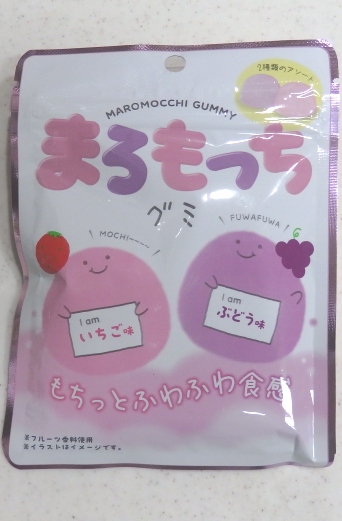 2種類のアソート
MAROMOCCHI GUMMY
まろもっち
グミ
MOCHI~~~~
FUWAFUWA
I am
いちご味
I am
ぶどう味
もちっとふわふわ食感
※フルーツ香料使用
※イラストはイメージです。